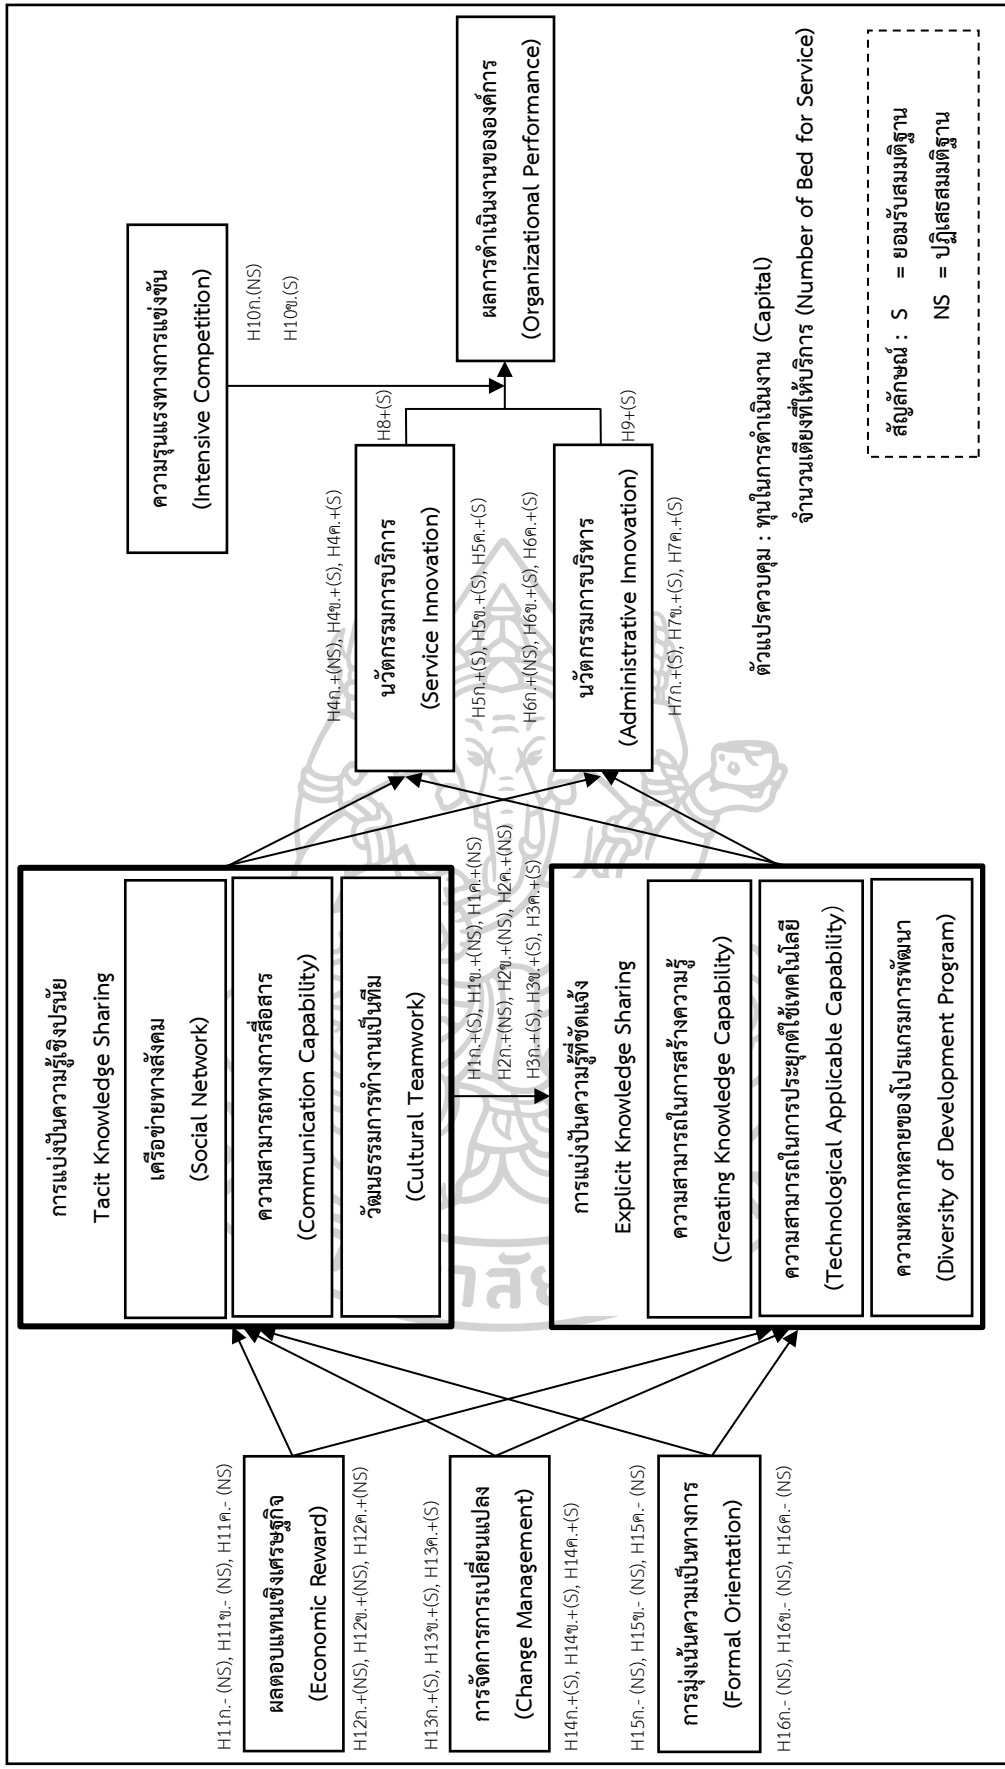 ผลตอบแทนเชิงเศรษฐกิจ
(Economic Reward)
การจัดการการเปลี่ยนแปลง
(Change Management)
การมุ่งเน้นความเป็นทางการ
(Formal Orientation)
H11ก.- (NS), H11ข.- (NS), H11ค.- (NS)
H12ก.+(NS), H12ข.+(NS), H12ค.+(NS)
H13ก.+(S), H13ข.+(S), H13ค.+(S)
H14ก.+(S), H14ข.+(S), H14ค.+(S)
H15ก.- (NS), H15ข.- (NS), H15ค.- (NS)
H16ก.- (NS), H16ข.- (NS), H16ค.- (NS)
การแบ่งปันความรู้เชิงปรนัย
Tacit Knowledge Sharing
เครือข่ายทางสังคม
(Social Network)
ความสามารถทางการสื่อสาร
(Communication Capability)
วัฒนธรรมการทำงานเป็นทีม
(Cultural Teamwork)
H1ก.+(S), H1ข.+(NS), H1ค.+(NS)
H2ก.+(NS), H2ข.+(NS), H2ค.+(NS)
H3ก.+(S), H3ข.+(S), H3ค.+(S)
การแบ่งปันความรู้ที่ชัดแจ้ง
Explicit Knowledge Sharing
ความสามารถในการสร้างความรู้
(Creating Knowledge Capability)
ความสามารถในการประยุกต์ใช้เทคโนโลยี
(Technological Applicable Capability)
ความหลากหลายของโปรแกรมการพัฒนา
(Diversity of Development Program)
H4ก.+(NS), H4ข.+(S), H4ค.+(S)
นวัตกรรมการบริการ
(Service Innovation)
H5ก.+(S), H5ข.+(S), H5ค.+(S)
H6ก.+(NS), H6ข.+(S), H6ค.+(S)
นวัตกรรมการบริหาร
(Administrative Innovation)
H7ก.+(S), H7ข.+(S), H7ค.+(S)
H8+(S)
H9+(S)
ความรุนแรงทางการแข่งขัน
(Intensive Competition)
H10ก.(NS)
H10ข.(S)
ผลการดำเนินงานขององค์การ
(Organizational Performance)
ตัวแปรควบคุม : ทุนในการดำเนินงาน (Capital)
จำนวนเตียงที่ให้บริการ (Number of Bed for Service)
สัญลักษณ์ : S = ยอมรับสมมติฐาน
NS = ปฏิเสธสมมติฐาน